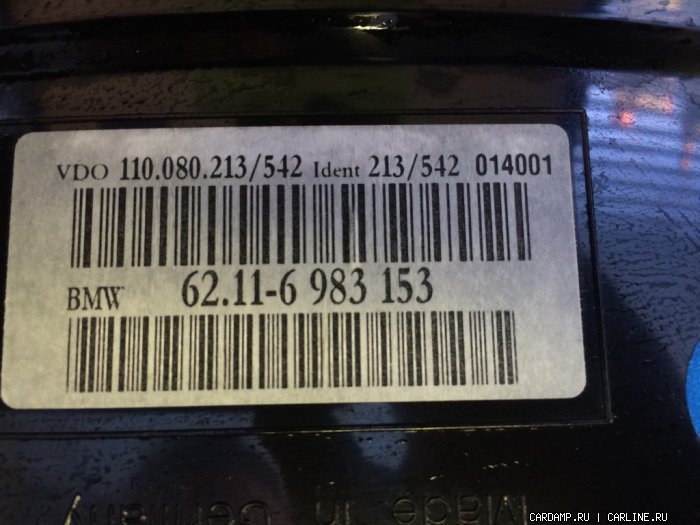 VDO 110.080.213/542 Ident 213/542 014001
BMW 62.11-6 983 153
Made in Germany
CARDAMP.RU | CARLINE.RU